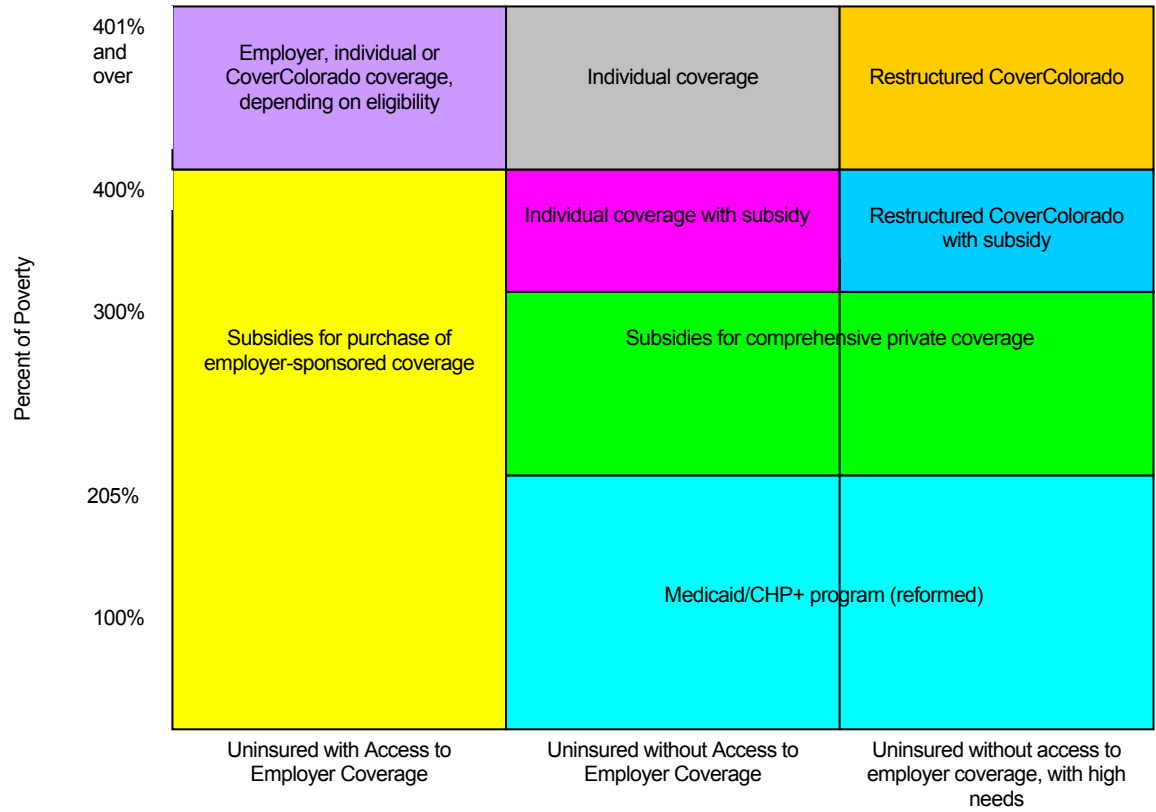 401%
and
over
Employer, individual or
CoverColorado coverage,
depending on eligibility
Individual coverage
Restructured CoverColorado
400%
Individual coverage with subsidy
Restructured CoverColorado
with subsidy
Percent of Poverty
300%
Subsidies for purchase of
employer-sponsored coverage
Subsidies for comprehensive private coverage
205%
Medicaid/CHP+ program (reformed)
100%
Uninsured with Access to
Employer Coverage
Uninsured without Access to
Employer Coverage
Uninsured without access to
employer coverage, with high
needs